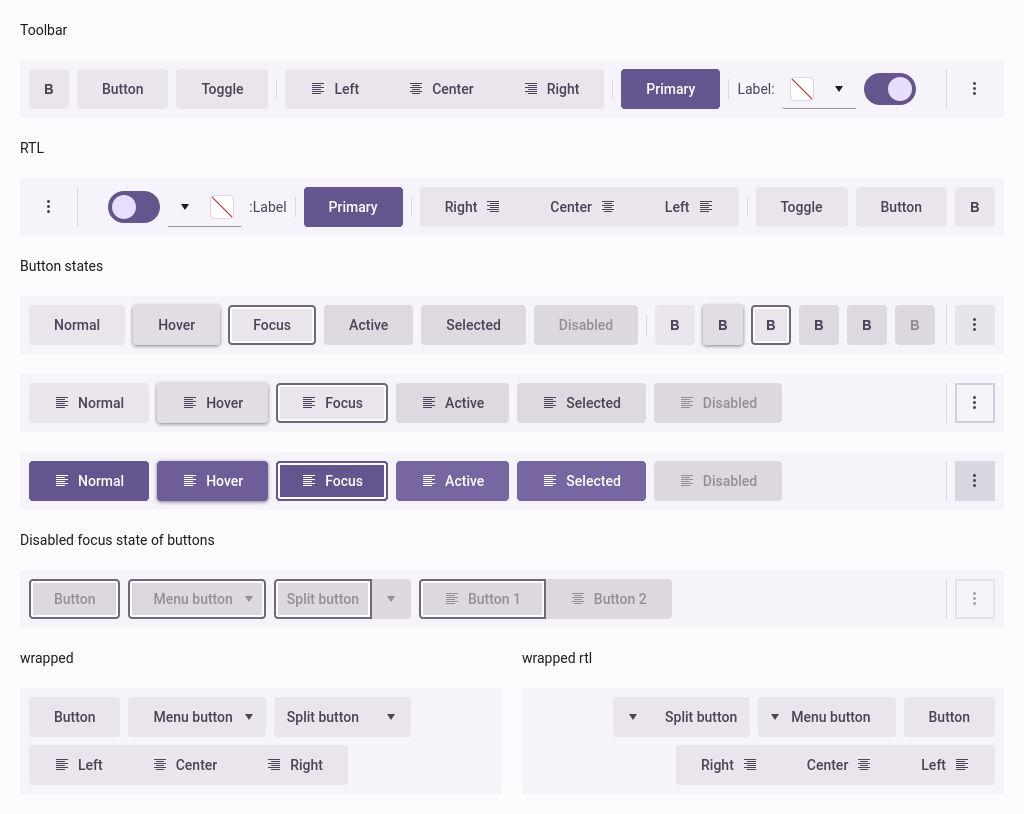 Toolbar
B Button Toggle Left Center Right Primary Label:
RTL
:Label Primary Right Center Left Toggle Button B
Button states
Normal Hover Focus Active Selected Disabled B B B B B B
Normal Hover Focus Active Selected Disabled
Normal Hover Focus Active Selected Disabled
Disabled focus state of buttons
Button Menu button Split button Button 1 Button 2
wrapped
Button Menu button Split button
Left Center Right
wrapped rtl
Split button Menu button Button
Right Center Left